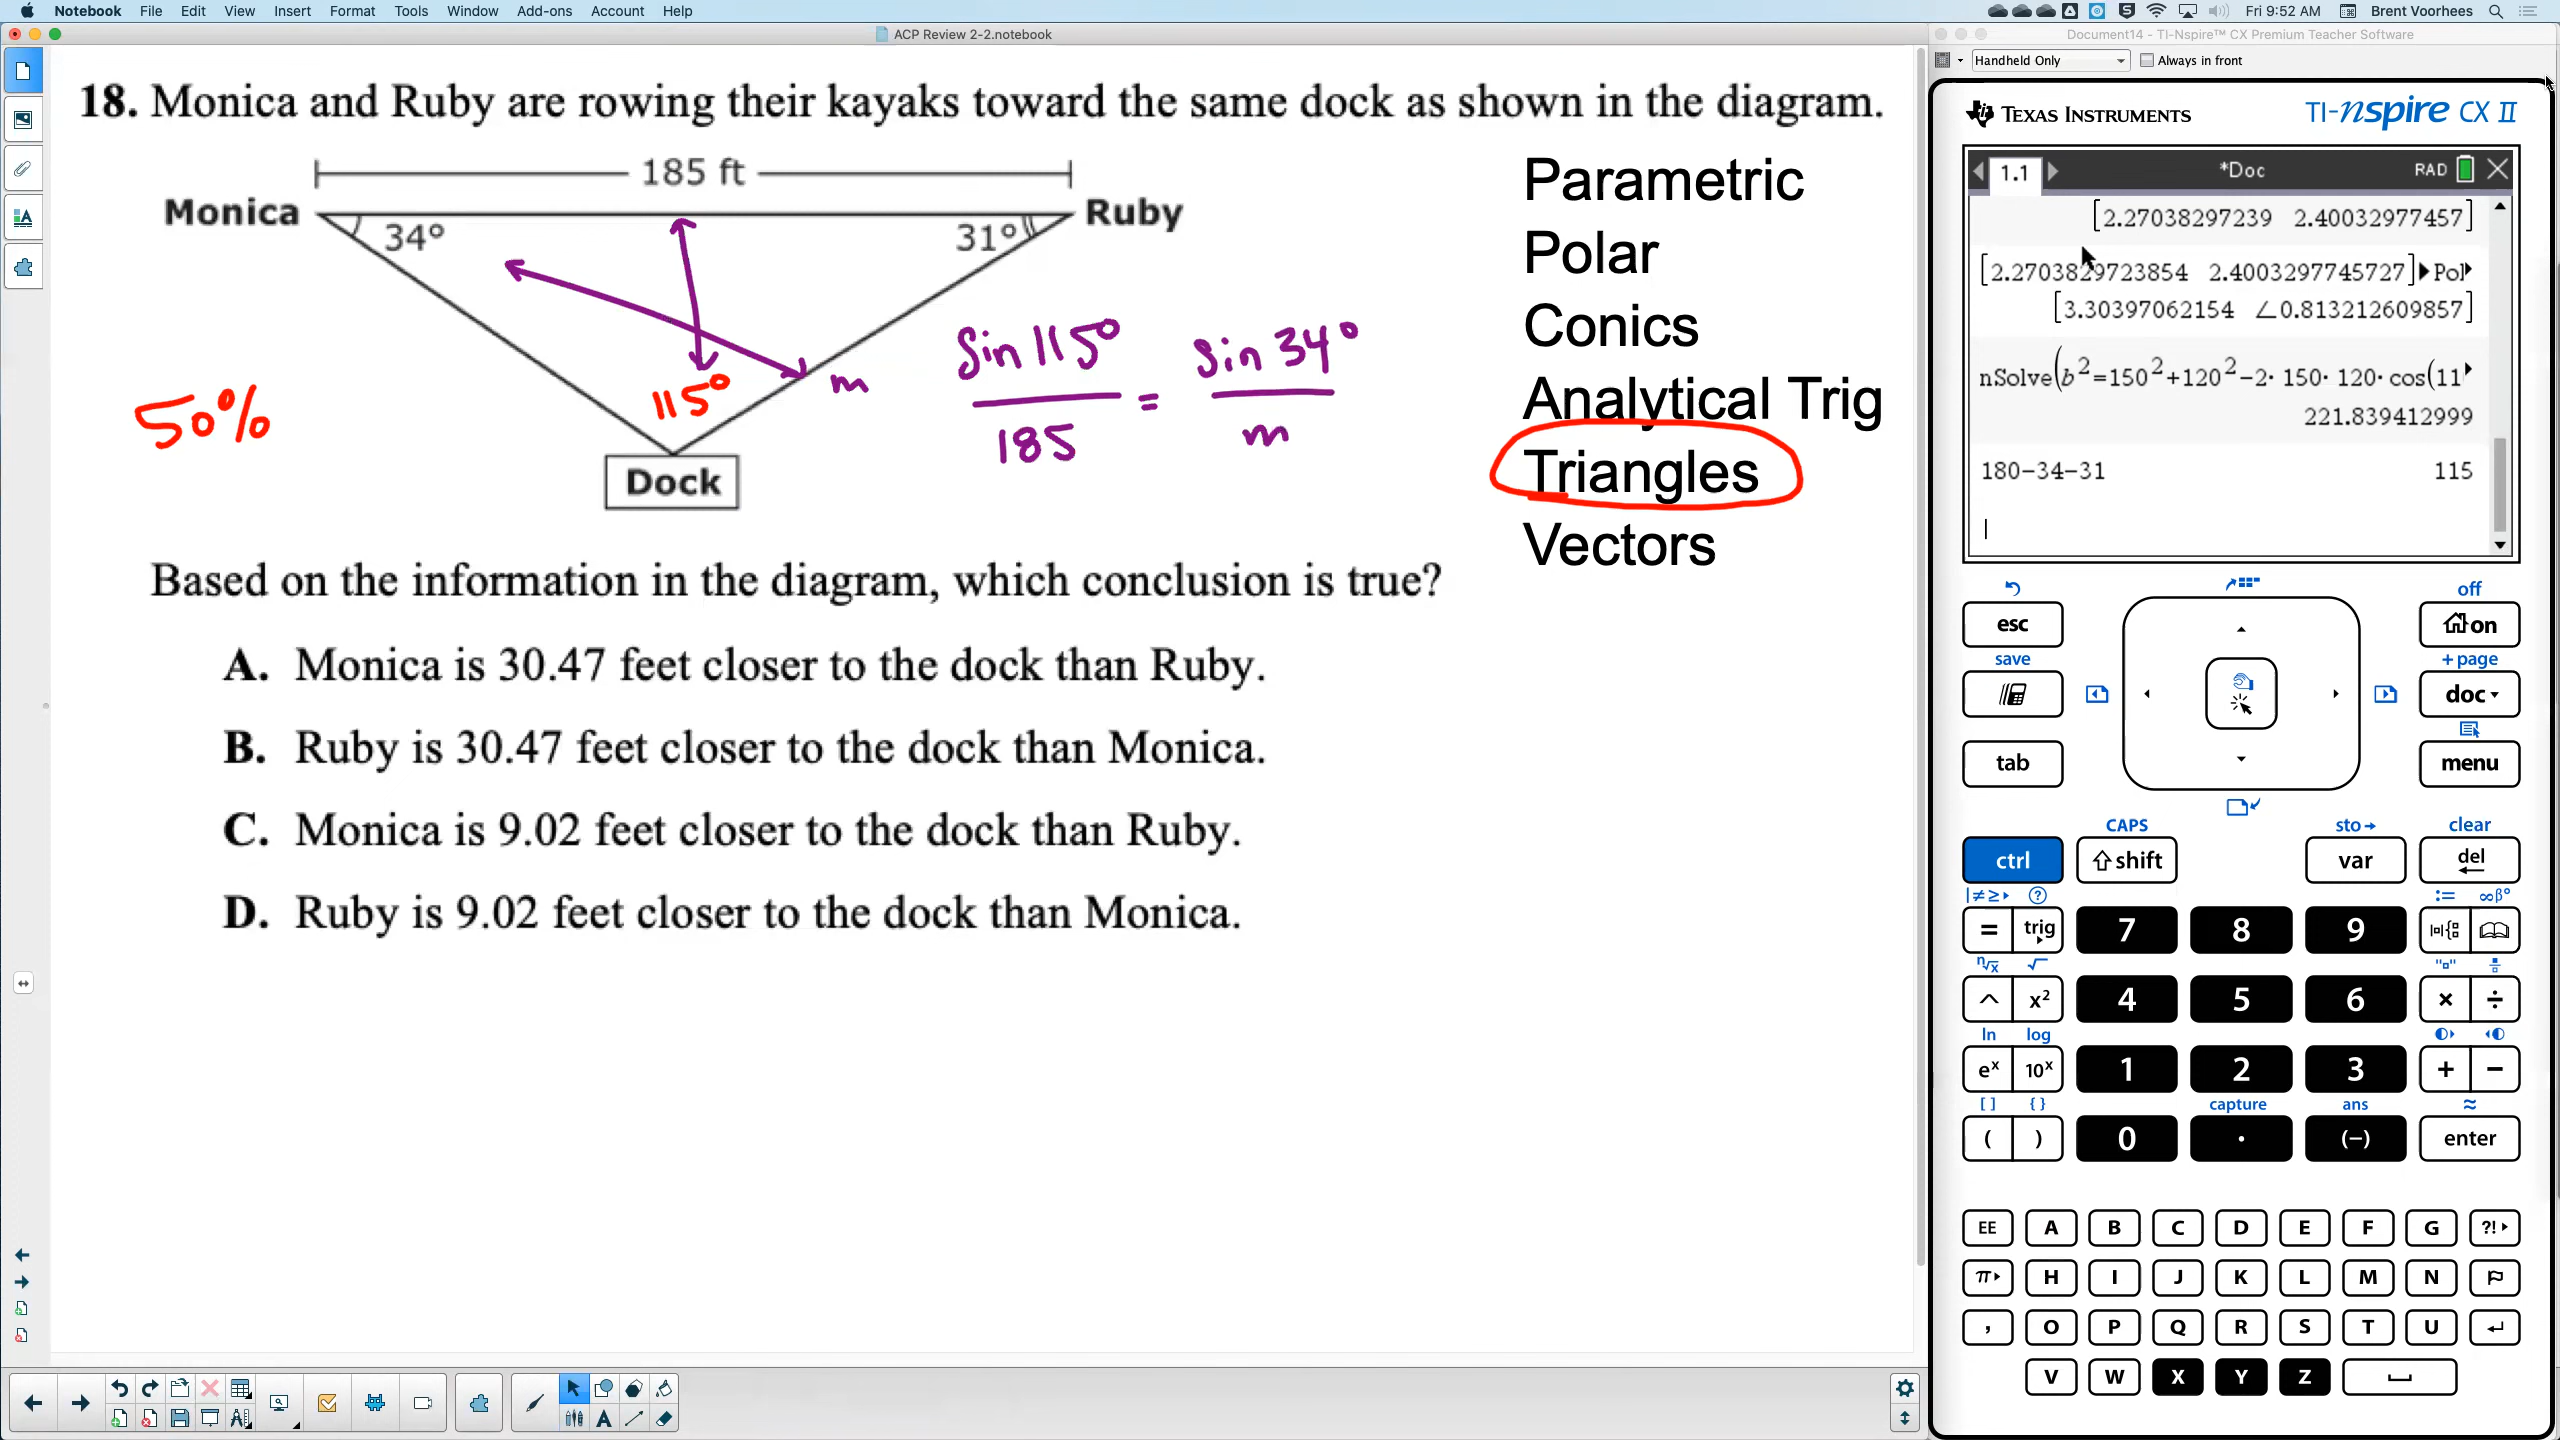 Notebook File Edit View Insert Format Tools Window Add-ons Account Help
Fri 9:52 AM Brent Voorhees
ACP Review 2-2.notebook
18. Monica and Ruby are rowing their kayaks toward the same dock as shown in the diagram.
185 ft
Monica
Ruby
34°
31°
115°
m
Dock
50%
sin 115° / 185 = sin 34° / m
Parametric
Polar
Conics
Analytical Trig
Triangles
Vectors
Based on the information in the diagram, which conclusion is true?
A. Monica is 30.47 feet closer to the dock than Ruby.
B. Ruby is 30.47 feet closer to the dock than Monica.
C. Monica is 9.02 feet closer to the dock than Ruby.
D. Ruby is 9.02 feet closer to the dock than Monica.
Document14 - TI-Nspire™ CX Premium Teacher Software
Handheld Only Always in front
TEXAS INSTRUMENTS TI-nspire CX II
1.1 *Doc RAD
[2.27038297239 2.40032977457]
[2.2703829723854 2.4003297745727]▶Pol
[3.30397062154 ∠0.813212609857]
nSolve(b²=150²+120²-2·150·120·cos(11
221.839412999
180-34-31 115
off
esc on
save + page
doc
tab menu
CAPS sto→ clear
ctrl shift var del
|≠≥▸ ? := ∞β°
= trig 7 8 9
ⁿ√x √ "▫"
^ x² 4 5 6 × ÷
ln log
eˣ 10ˣ 1 2 3 + −
[ ] { } capture ans ≈
( ) 0 . (−) enter
EE A B C D E F G ?!▸
π▸ H I J K L M N
, O P Q R S T U
V W X Y Z